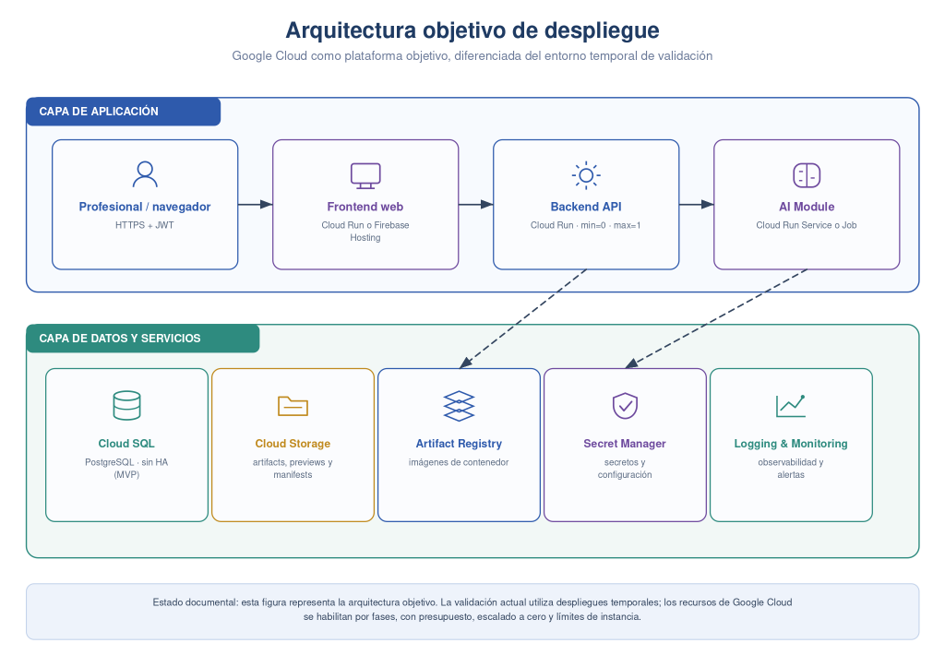 Arquitectura objetivo de despliegue
Google Cloud como plataforma objetivo, diferenciada del entorno temporal de validación
CAPA DE APLICACIÓN
Profesional / navegador
HTTPS + JWT
Frontend web
Cloud Run o Firebase
Hosting
Backend API
Cloud Run · min=0 · max=1
AI Module
Cloud Run Service o Job
CAPA DE DATOS Y SERVICIOS
Cloud SQL
PostgreSQL · sin HA
(MVP)
Cloud Storage
artifacts, previews y
manifests
Artifact Registry
imágenes de contenedor
Secret Manager
secretos y
configuración
Logging & Monitoring
observabilidad y
alertas
Estado documental: esta figura representa la arquitectura objetivo. La validación actual utiliza despliegues temporales; los recursos de Google Cloud
se habilitan por fases, con presupuesto, escalado a cero y límites de instancia.